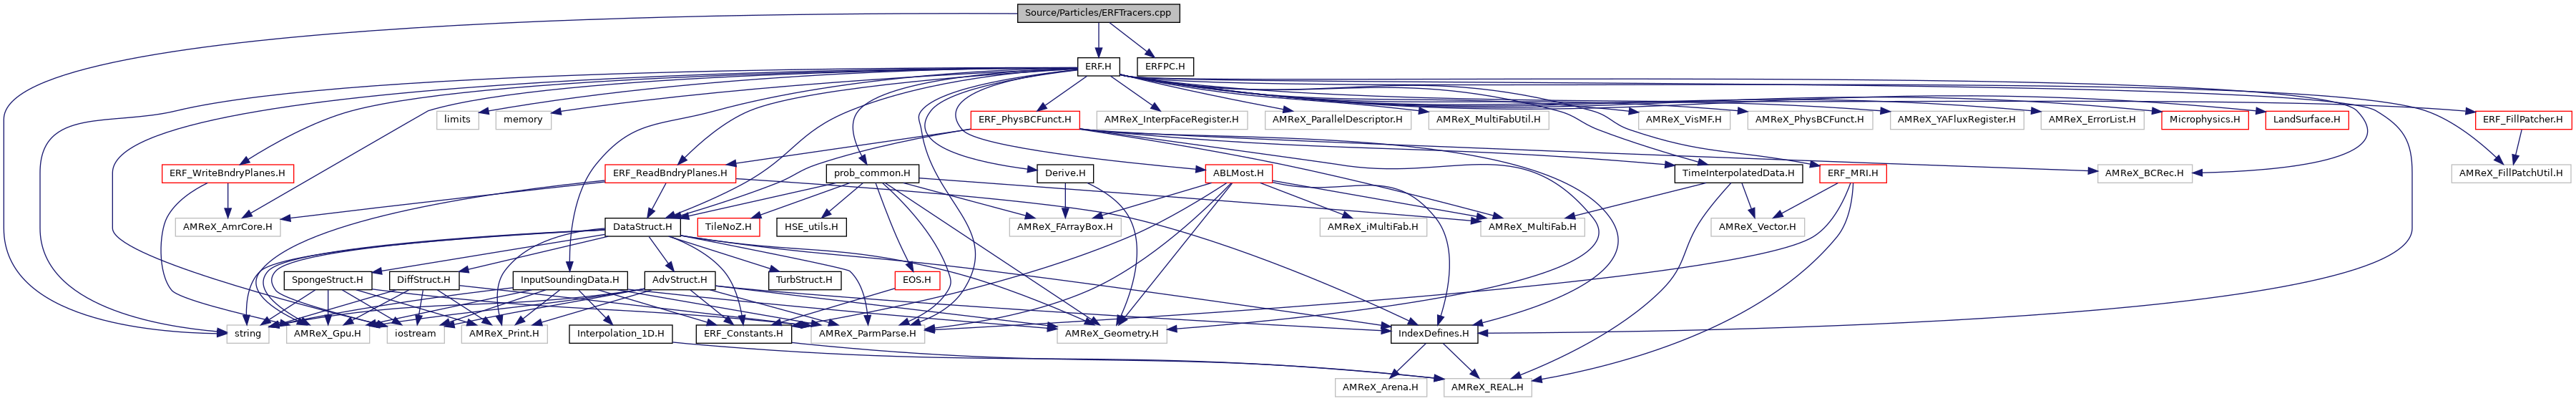 Source/Particles/ERFTracers.cpp
ERF.H
ERFPC.H
limits
memory
ERF_PhysBCFunct.H
AMReX_InterpFaceRegister.H
AMReX_ParallelDescriptor.H
AMReX_MultiFabUtil.H
AMReX_VisMF.H
AMReX_PhysBCFunct.H
AMReX_YAFluxRegister.H
AMReX_ErrorList.H
Microphysics.H
LandSurface.H
ERF_FillPatcher.H
ERF_WriteBndryPlanes.H
ERF_ReadBndryPlanes.H
prob_common.H
Derive.H
ABLMost.H
TimeInterpolatedData.H
ERF_MRI.H
AMReX_BCRec.H
AMReX_FillPatchUtil.H
AMReX_AmrCore.H
DataStruct.H
TileNoZ.H
HSE_utils.H
AMReX_FArrayBox.H
AMReX_iMultiFab.H
AMReX_MultiFab.H
AMReX_Vector.H
SpongeStruct.H
DiffStruct.H
InputSoundingData.H
AdvStruct.H
TurbStruct.H
EOS.H
string
AMReX_Gpu.H
iostream
AMReX_Print.H
Interpolation_1D.H
ERF_Constants.H
AMReX_ParmParse.H
AMReX_Geometry.H
IndexDefines.H
AMReX_Arena.H
AMReX_REAL.H